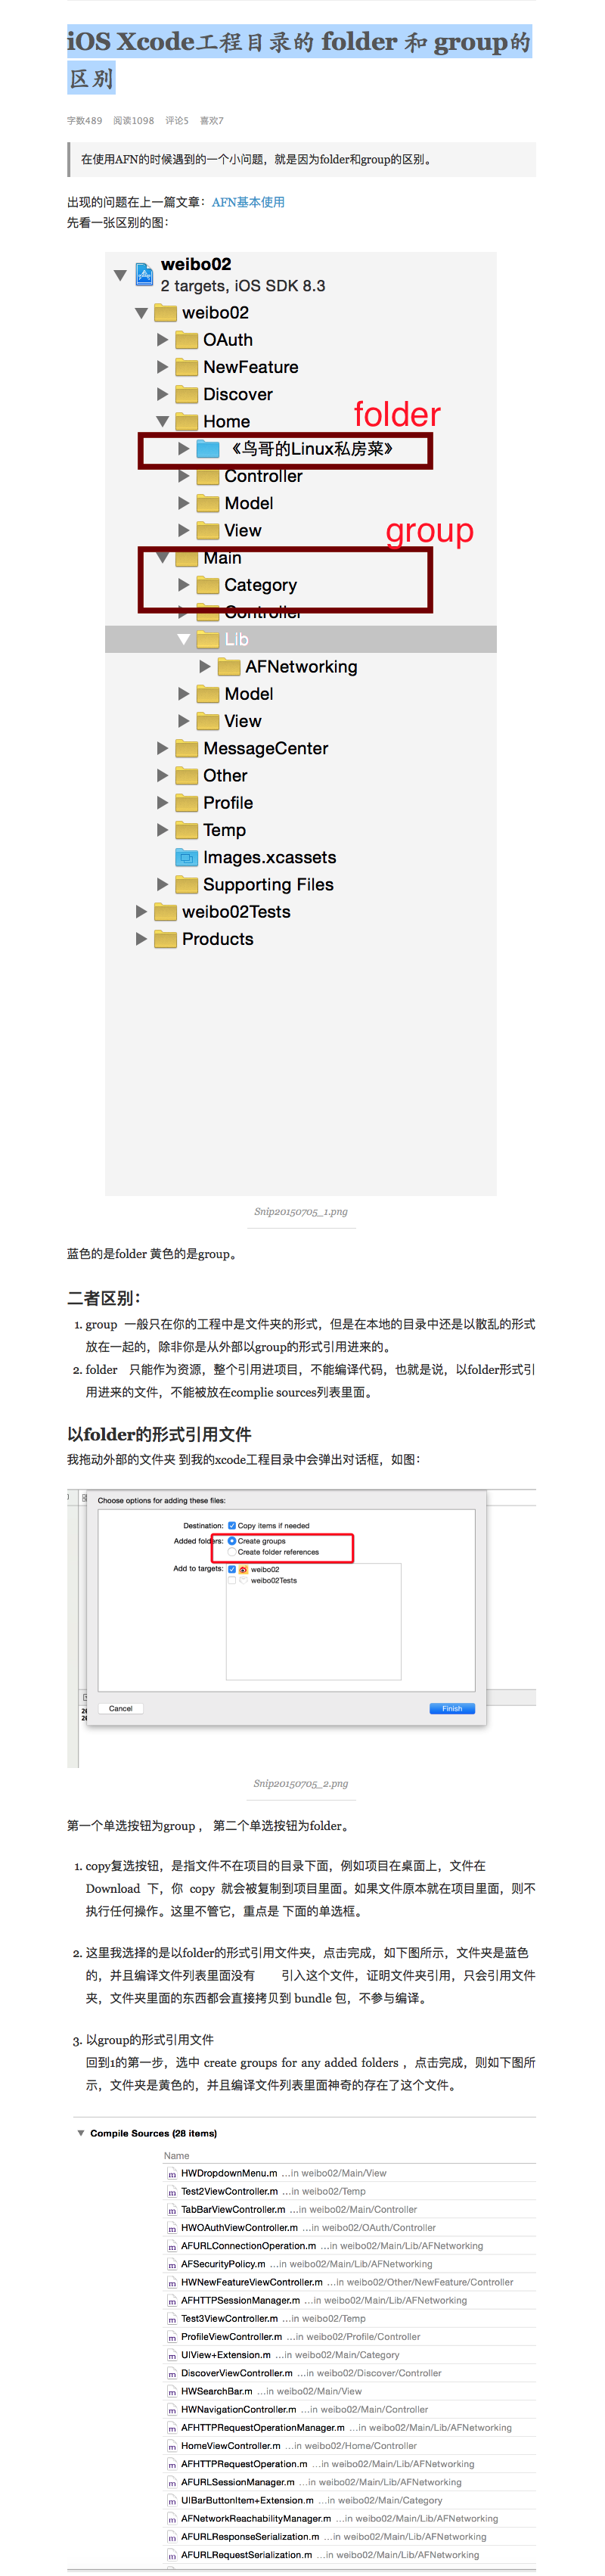 iOS Xcode工程目录的 folder 和 group的
区别
字数489 阅读1098 评论5 喜欢7
在使用AFN的时候遇到的一个小问题，就是因为folder和group的区别。
出现的问题在上一篇文章：AFN基本使用
先看一张区别的图：
weibo02
2 targets, iOS SDK 8.3
weibo02
OAuth
NewFeature
Discover
Home
folder
《鸟哥的Linux私房菜》
Controller
Model
View
group
Main
Category
Controller
Lib
AFNetworking
Model
View
MessageCenter
Other
Profile
Temp
Images.xcassets
Supporting Files
weibo02Tests
Products
Snip20150705_1.png
蓝色的是folder 黄色的是group。
二者区别：
1. group 一般只在你的工程中是文件夹的形式，但是在本地的目录中还是以散乱的形式
放在一起的，除非你是从外部以group的形式引用进来的。
2. folder 只能作为资源，整个引用进项目，不能编译代码，也就是说，以folder形式引
用进来的文件，不能被放在complie sources列表里面。
以folder的形式引用文件
我拖动外部的文件夹 到我的xcode工程目录中会弹出对话框，如图：
Choose options for adding these files:
Destination: Copy items if needed
Added folders: Create groups
Create folder references
Add to targets: weibo02
weibo02Tests
Cancel Finish
Snip20150705_2.png
第一个单选按钮为group ， 第二个单选按钮为folder。
1. copy复选按钮，是指文件不在项目的目录下面，例如项目在桌面上，文件在
Download 下，你 copy 就会被复制到项目里面。如果文件原本就在项目里面，则不
执行任何操作。这里不管它，重点是 下面的单选框。
2. 这里我选择的是以folder的形式引用文件夹，点击完成，如下图所示，文件夹是蓝色
的，并且编译文件列表里面没有 引入这个文件，证明文件夹引用，只会引用文件
夹，文件夹里面的东西都会直接拷贝到 bundle 包，不参与编译。
3. 以group的形式引用文件
回到1的第一步，选中 create groups for any added folders ，点击完成，则如下图所
示，文件夹是黄色的，并且编译文件列表里面神奇的存在了这个文件。
Compile Sources (28 items)
Name
HWDropdownMenu.m ...in weibo02/Main/View
Test2ViewController.m ...in weibo02/Temp
TabBarViewController.m ...in weibo02/Main/Controller
HWOAuthViewController.m ...in weibo02/OAuth/Controller
AFURLConnectionOperation.m ...in weibo02/Main/Lib/AFNetworking
AFSecurityPolicy.m ...in weibo02/Main/Lib/AFNetworking
HWNewFeatureViewController.m ...in weibo02/Other/NewFeature/Controller
AFHTTPSessionManager.m ...in weibo02/Main/Lib/AFNetworking
Test3ViewController.m ...in weibo02/Temp
ProfileViewController.m ...in weibo02/Profile/Controller
UIView+Extension.m ...in weibo02/Main/Category
DiscoverViewController.m ...in weibo02/Discover/Controller
HWSearchBar.m ...in weibo02/Main/View
HWNavigationController.m ...in weibo02/Main/Controller
AFHTTPRequestOperationManager.m ...in weibo02/Main/Lib/AFNetworking
HomeViewController.m ...in weibo02/Home/Controller
AFHTTPRequestOperation.m ...in weibo02/Main/Lib/AFNetworking
AFURLSessionManager.m ...in weibo02/Main/Lib/AFNetworking
UIBarButtonItem+Extension.m ...in weibo02/Main/Category
AFNetworkReachabilityManager.m ...in weibo02/Main/Lib/AFNetworking
AFURLResponseSerialization.m ...in weibo02/Main/Lib/AFNetworking
AFURLRequestSerialization.m ...in weibo02/Main/Lib/AFNetworking